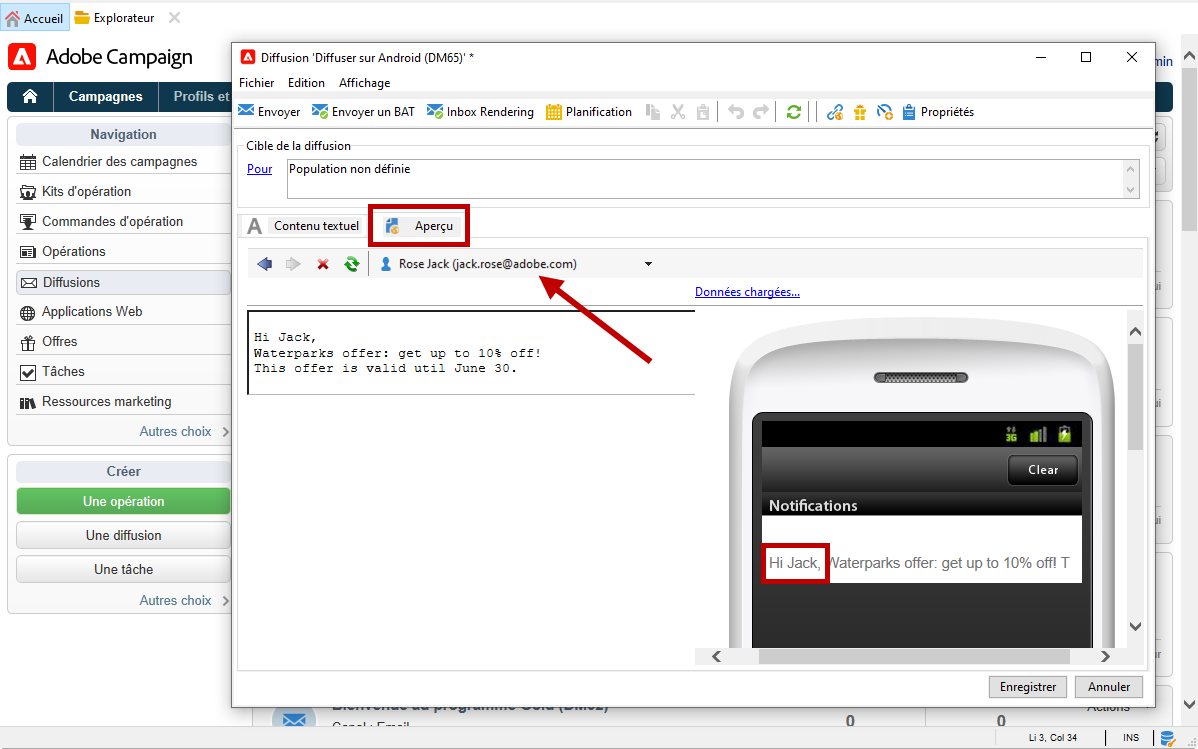 Accueil
Explorateur
Adobe Campaign
Campagnes
Profils et
Navigation
Calendrier des campagnes
Kits d'opération
Commandes d'opération
Opérations
Diffusions
Applications Web
Offres
Tâches
Ressources marketing
Autres choix
Créer
Une opération
Une diffusion
Une tâche
Autres choix
Diffusion 'Diffuser sur Android (DM65)' *
Fichier Edition Affichage
Envoyer Envoyer un BAT Inbox Rendering Planification Propriétés
Cible de la diffusion
Pour
Population non définie
Contenu textuel
Aperçu
Rose Jack (jack.rose@adobe.com)
Données chargées...
Hi Jack,
Waterparks offer: get up to 10% off!
This offer is valid util June 30.
3G
Clear
Notifications
Hi Jack, Waterparks offer: get up to 10% off! T
Enregistrer
Annuler
min
Bienvenue au programme Gold (DM62)
Canal : Email
0
0
Actions
Li 3, Col 34
INS